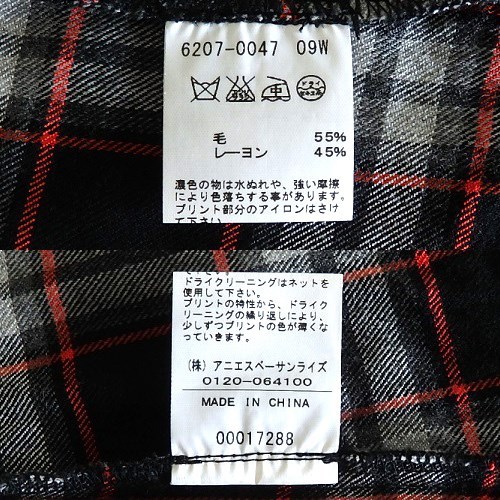 6207-0047 09W
毛 55%
レーヨン 45%
濃色の物は水ぬれや、強い摩擦
により色落ちする事があります。
プリント部分のアイロンはさけ
て下さい
ドライクリーニングはネットを
使用して下さい。
プリントの特性から、ドライク
リーニングの繰り返しにより、
少しずつプリントの色が薄くな
っていきます。
(株) アニエスベーサンライズ
0120-064100
MADE IN CHINA
00017288